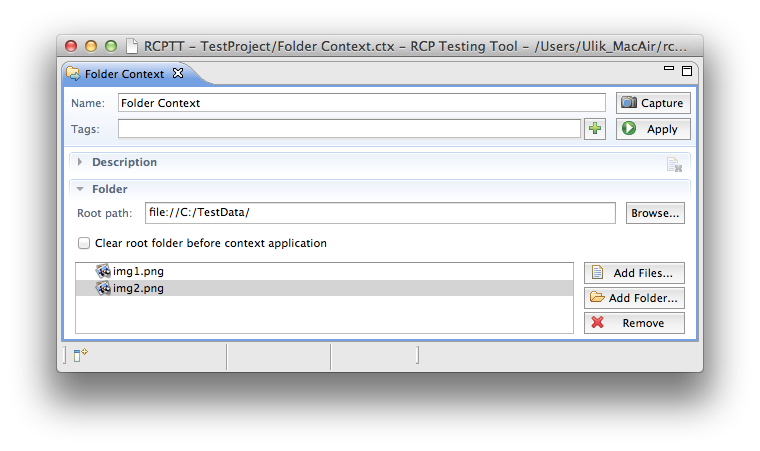 RCPTT – TestProject/Folder Context.ctx – RCP Testing Tool – /Users/Ulik_MacAir/rc...
Folder Context
Name: Folder Context Capture
Tags: Apply
Description
Folder
Root path: file://C:/TestData/ Browse...
Clear root folder before context application
img1.png Add Files...
img2.png Add Folder...
Remove